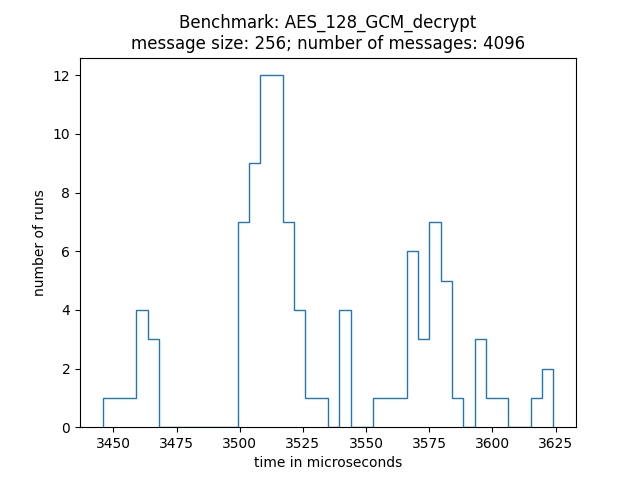 Benchmark: AES_128_GCM_decrypt
message size: 256; number of messages: 4096
number of runs
12
10
8
6
4
2
0
3450 3475 3500 3525 3550 3575 3600 3625
time in microseconds